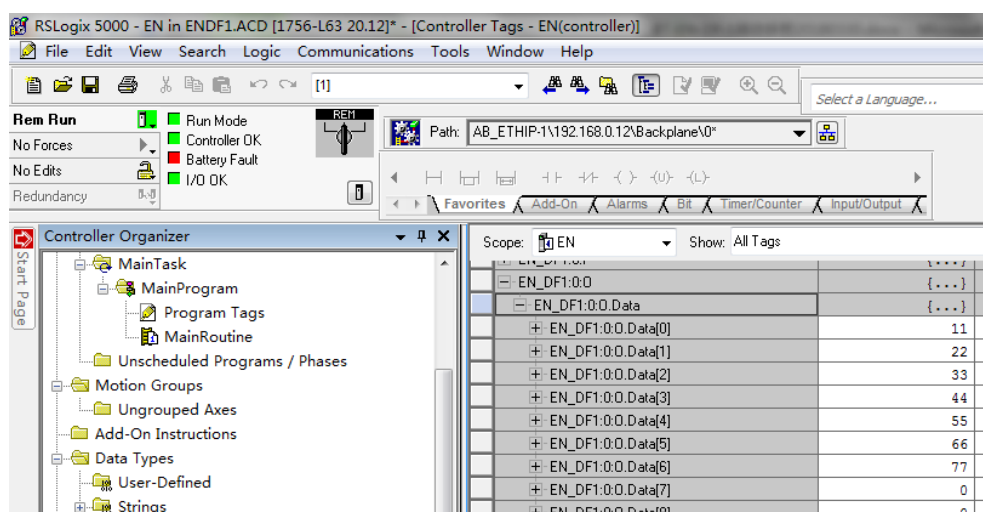 RSLogix 5000 - EN in ENDF1.ACD [1756-L63 20.12]* - [Controller Tags - EN(controller)]
File Edit View Search Logic Communications Tools Window Help
[1]
Select a Language...
Rem Run
No Forces
No Edits
Redundancy
Run Mode
Controller OK
Battery Fault
I/O OK
REM
Path: AB_ETHIP-1\192.168.0.12\Backplane\0*
Favorites Add-On Alarms Bit Timer/Counter Input/Output
Start Page
Controller Organizer
MainTask
MainProgram
Program Tags
MainRoutine
Unscheduled Programs / Phases
Motion Groups
Ungrouped Axes
Add-On Instructions
Data Types
User-Defined
Strings
Scope: EN Show: All Tags
EN_DF1:0:I {...}
EN_DF1:0:O {...}
EN_DF1:0:O.Data {...}
EN_DF1:0:O.Data[0] 11
EN_DF1:0:O.Data[1] 22
EN_DF1:0:O.Data[2] 33
EN_DF1:0:O.Data[3] 44
EN_DF1:0:O.Data[4] 55
EN_DF1:0:O.Data[5] 66
EN_DF1:0:O.Data[6] 77
EN_DF1:0:O.Data[7] 0
EN_DF1:0:O.Data[8] 0